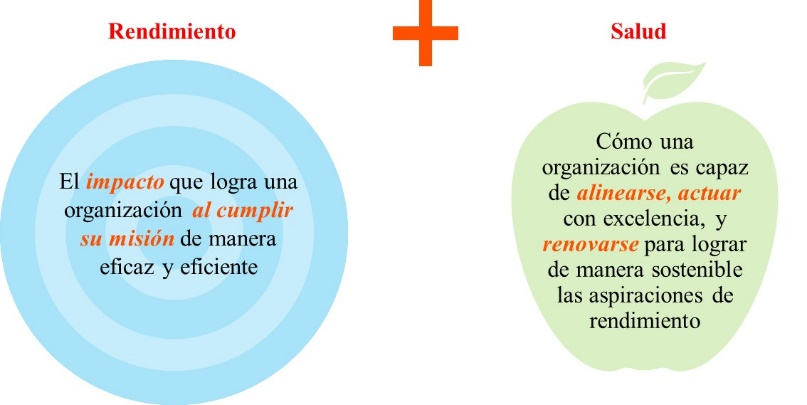 Rendimiento
El impacto que logra una
organización al cumplir
su misión de manera
eficaz y eficiente
Salud
Cómo una
organización es capaz
de alinearse, actuar
con excelencia, y
renovarse para lograr
de manera sostenible
las aspiraciones de
rendimiento